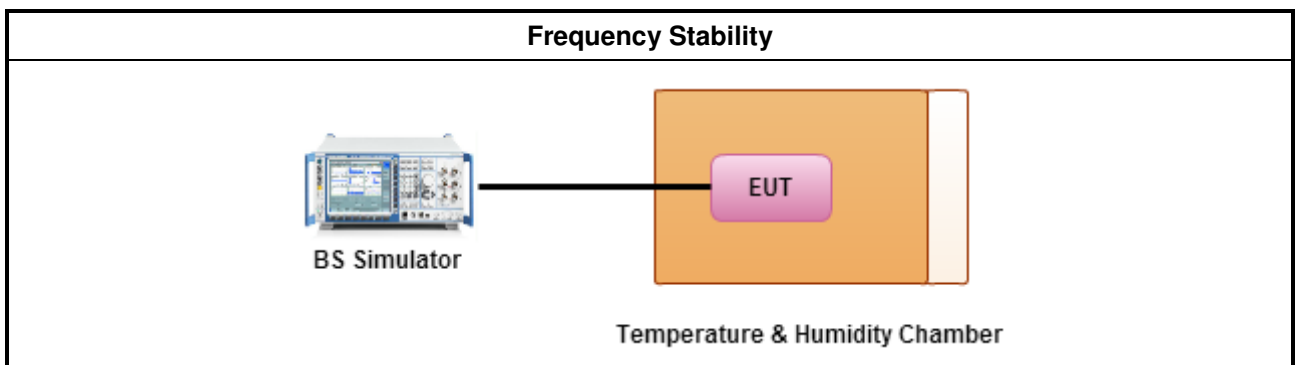 Frequency Stability
EUT
BS Simulator
Temperature & Humidity Chamber